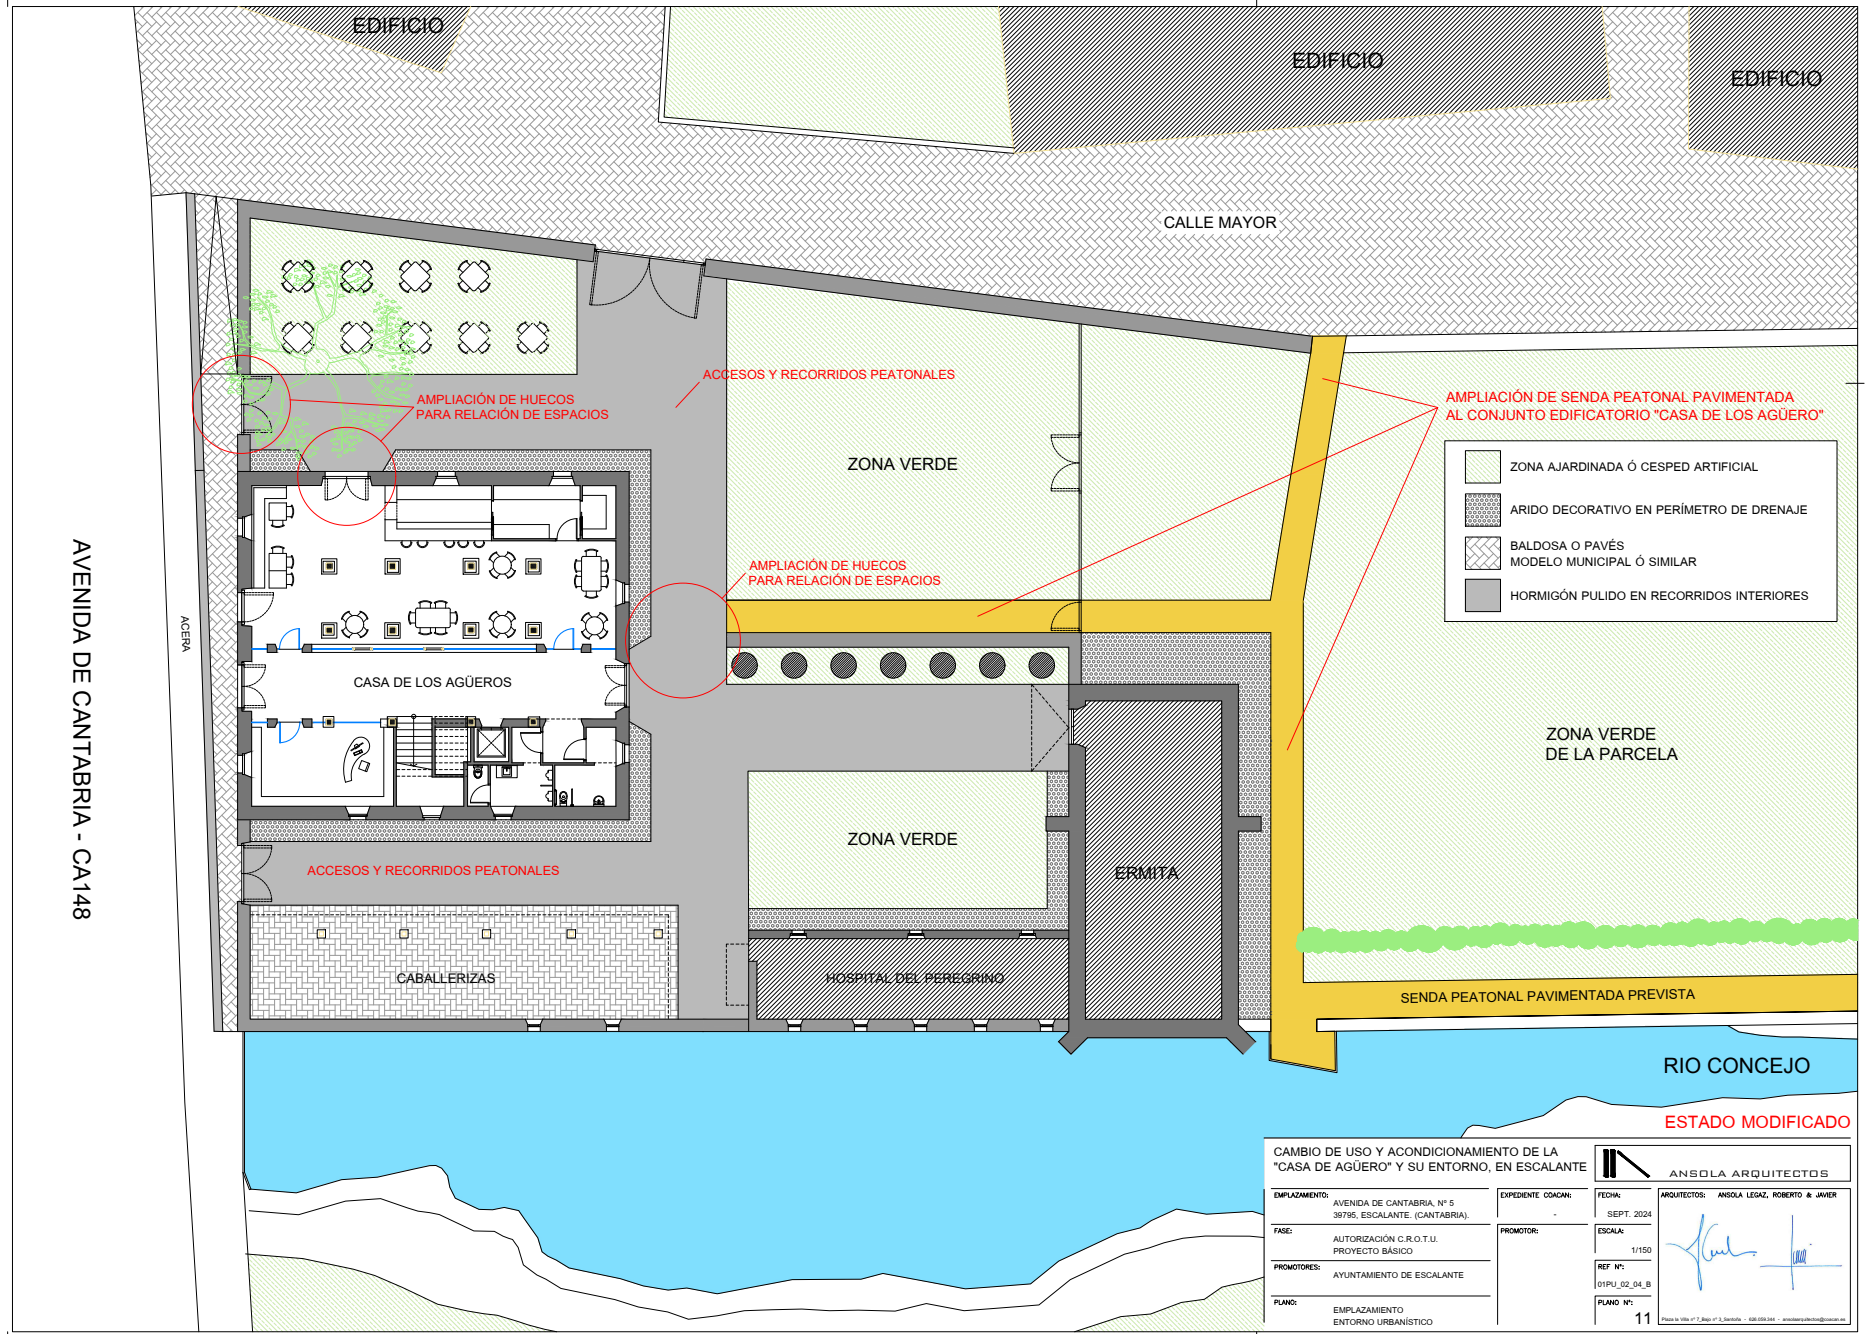 EDIFICIO
EDIFICIO
EDIFICIO
CALLE MAYOR
ACCESOS Y RECORRIDOS PEATONALES
AMPLIACIÓN DE HUECOS
PARA RELACIÓN DE ESPACIOS
AMPLIACIÓN DE SENDA PEATONAL PAVIMENTADA
AL CONJUNTO EDIFICATORIO "CASA DE LOS AGÜERO"
ZONA VERDE
ZONA AJARDINADA Ó CESPED ARTIFICIAL
ARIDO DECORATIVO EN PERÍMETRO DE DRENAJE
BALDOSA O PAVÉS
MODELO MUNICIPAL Ó SIMILAR
HORMIGÓN PULIDO EN RECORRIDOS INTERIORES
AMPLIACIÓN DE HUECOS
PARA RELACIÓN DE ESPACIOS
AVENIDA DE CANTABRIA - CA148
ACERA
CASA DE LOS AGÜEROS
ZONA VERDE
DE LA PARCELA
ZONA VERDE
ACCESOS Y RECORRIDOS PEATONALES
ERMITA
CABALLERIZAS
HOSPITAL DEL PEREGRINO
SENDA PEATONAL PAVIMENTADA PREVISTA
RIO CONCEJO
ESTADO MODIFICADO
CAMBIO DE USO Y ACONDICIONAMIENTO DE LA
"CASA DE AGÜERO" Y SU ENTORNO, EN ESCALANTE
ANSOLA ARQUITECTOS
EMPLAZAMIENTO:
AVENIDA DE CANTABRIA, Nº 5
39795, ESCALANTE. (CANTABRIA).
EXPEDIENTE COACAN:
-
FECHA:
SEPT. 2024
ARQUITECTOS: ANSOLA LEGAZ, ROBERTO & JAVIER
FASE:
AUTORIZACIÓN C.R.O.T.U.
PROYECTO BÁSICO
PROMOTOR:
ESCALA:
1/150
PROMOTORES:
AYUNTAMIENTO DE ESCALANTE
REF Nº:
01PU_02_04_B
PLANO:
EMPLAZAMIENTO
ENTORNO URBANÍSTICO
PLANO Nº:
11